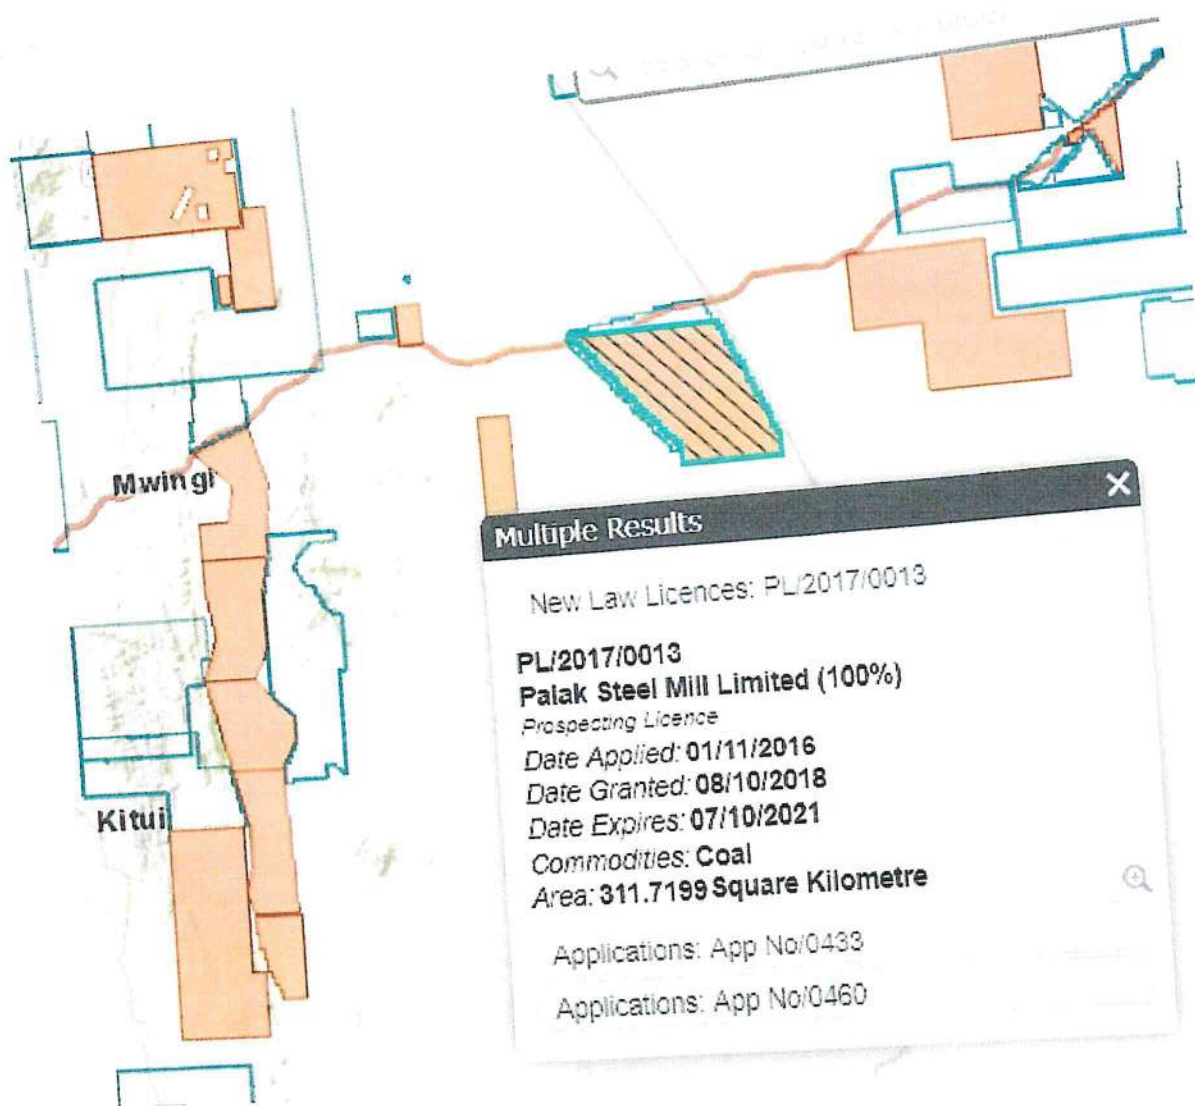 Mwingi
Kitui
Multiple Results
New Law Licences: PL/2017/0013
PL/2017/0013
Palak Steel Mill Limited (100%)
Prospecting Licence
Date Applied: 01/11/2016
Date Granted: 08/10/2018
Date Expires: 07/10/2021
Commodities: Coal
Area: 311.7199 Square Kilometre
Applications: App No/0433
Applications: App No/0460